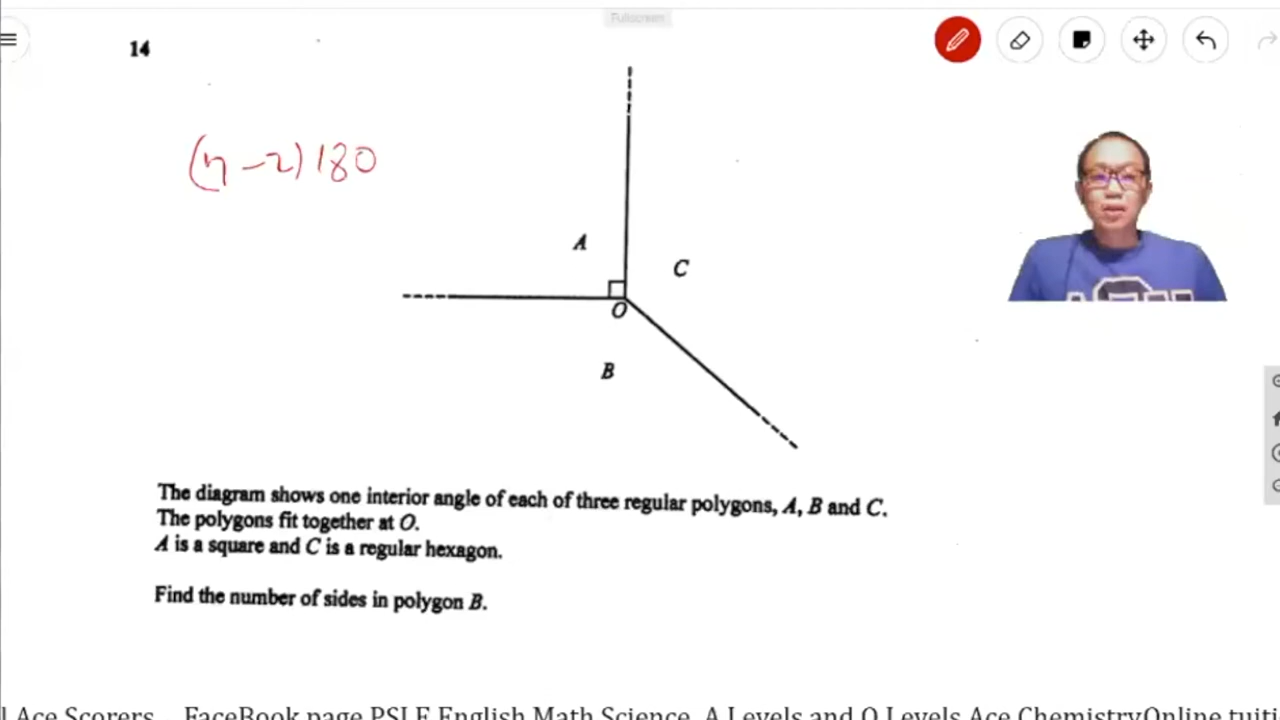 Fullscreen
14
(n-2)180
A
C
O
B
The diagram shows one interior angle of each of three regular polygons, A, B and C.
The polygons fit together at O.
A is a square and C is a regular hexagon.
Find the number of sides in polygon B.
l Ace Scorers FaceBook page PSLE English Math Science A Levels and O Levels Ace ChemistryOnline tuiti